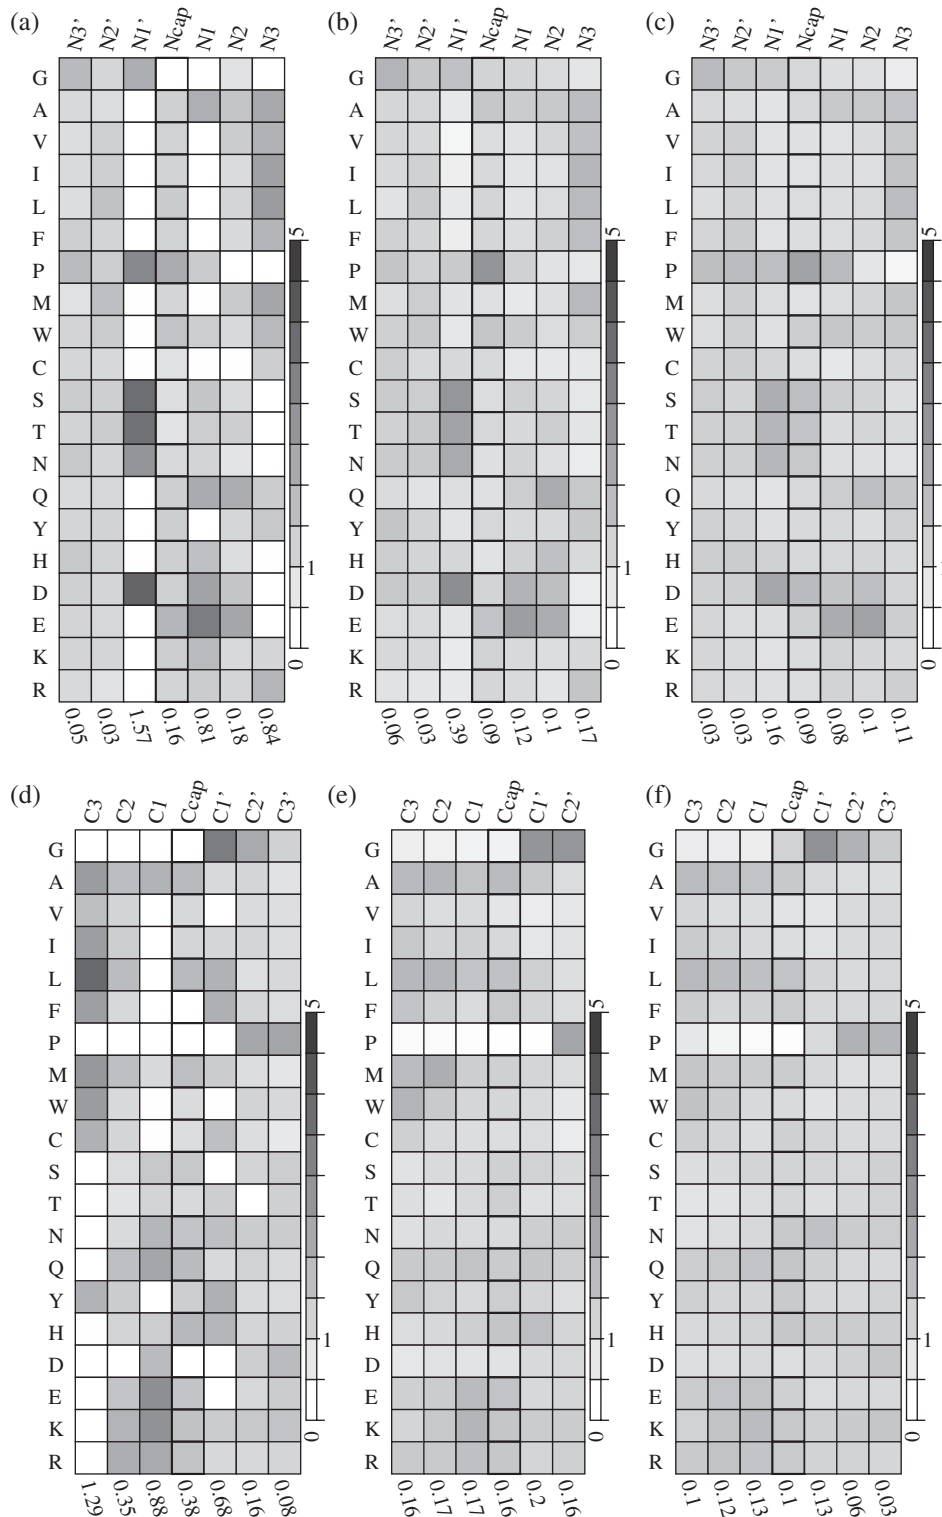 (a) N3’ N2’ N1’ Ncap N1 N2 N3
G
A
V
I
L
F
P
M
W
C
S
T
N
Q
Y
H
D
E
K
R
0.05 0.03 1.57 0.16 0.81 0.18 0.84
5
1
0
(b) N3’ N2’ N1’ Ncap N1 N2 N3
G
A
V
I
L
F
P
M
W
C
S
T
N
Q
Y
H
D
E
K
R
0.06 0.03 0.39 0.09 0.12 0.1 0.17
5
1
0
(c) N3’ N2’ N1’ Ncap N1 N2 N3
G
A
V
I
L
F
P
M
W
C
S
T
N
Q
Y
H
D
E
K
R
0.03 0.03 0.16 0.09 0.08 0.1 0.11
5
1
0
(d) C3 C2 C1 Ccap C1’ C2’ C3’
G
A
V
I
L
F
P
M
W
C
S
T
N
Q
Y
H
D
E
K
R
1.29 0.35 0.88 0.38 0.68 0.16 0.08
5
1
0
(e) C3 C2 C1 Ccap C1’ C2’
G
A
V
I
L
F
P
M
W
C
S
T
N
Q
Y
H
D
E
K
R
0.16 0.17 0.17 0.16 0.2 0.16
5
1
0
(f) C3 C2 C1 Ccap C1’ C2’ C3’
G
A
V
I
L
F
P
M
W
C
S
T
N
Q
Y
H
D
E
K
R
0.1 0.12 0.13 0.1 0.13 0.06 0.03
5
1
0